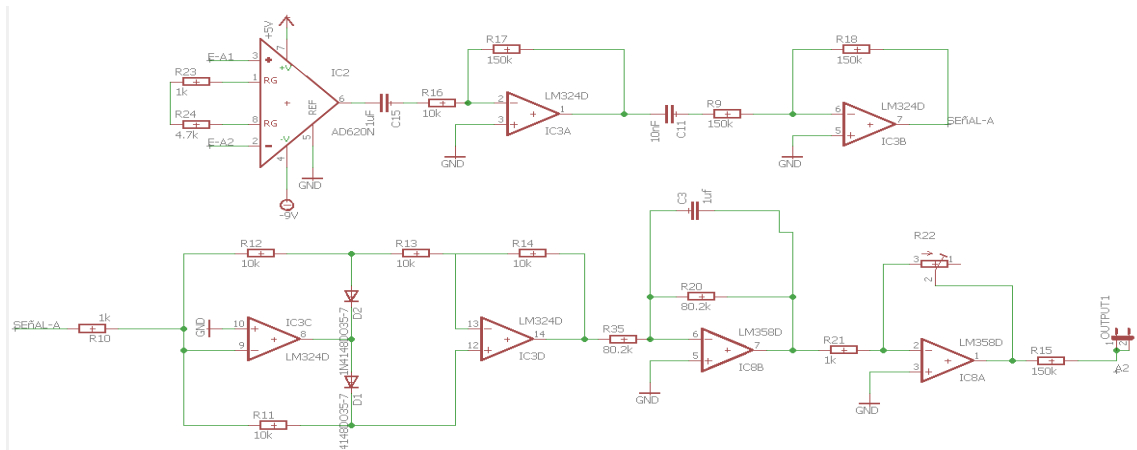 +5V
E-A1
3
7
+V
IC2
R23
1k
1
RG
REF
6
R24
4.7k
8
RG
AD620N
-V
5
E-A2
2
4
GND
-9V
1uF
C15
R16
10k
R17
150k
2
3
LM324D
1
IC3A
GND
10nF
C11
R9
150k
R18
150k
6
5
LM324D
7
SEñAL-A
IC3B
GND
SEñAL-A
1k
R10
R12
10k
GND
10
9
IC3C
8
LM324D
R11
10k
D2
1N4148DO35-7
D1
4148DO35-7
R13
10k
R14
10k
13
12
LM324D
14
IC3D
R35
80.2k
C3
1uf
R20
80.2k
6
5
LM358D
7
IC8B
GND
R21
1k
R22
3
1
2
2
3
LM358D
1
IC8A
GND
R15
150k
OUTPUT1
1
2
A2